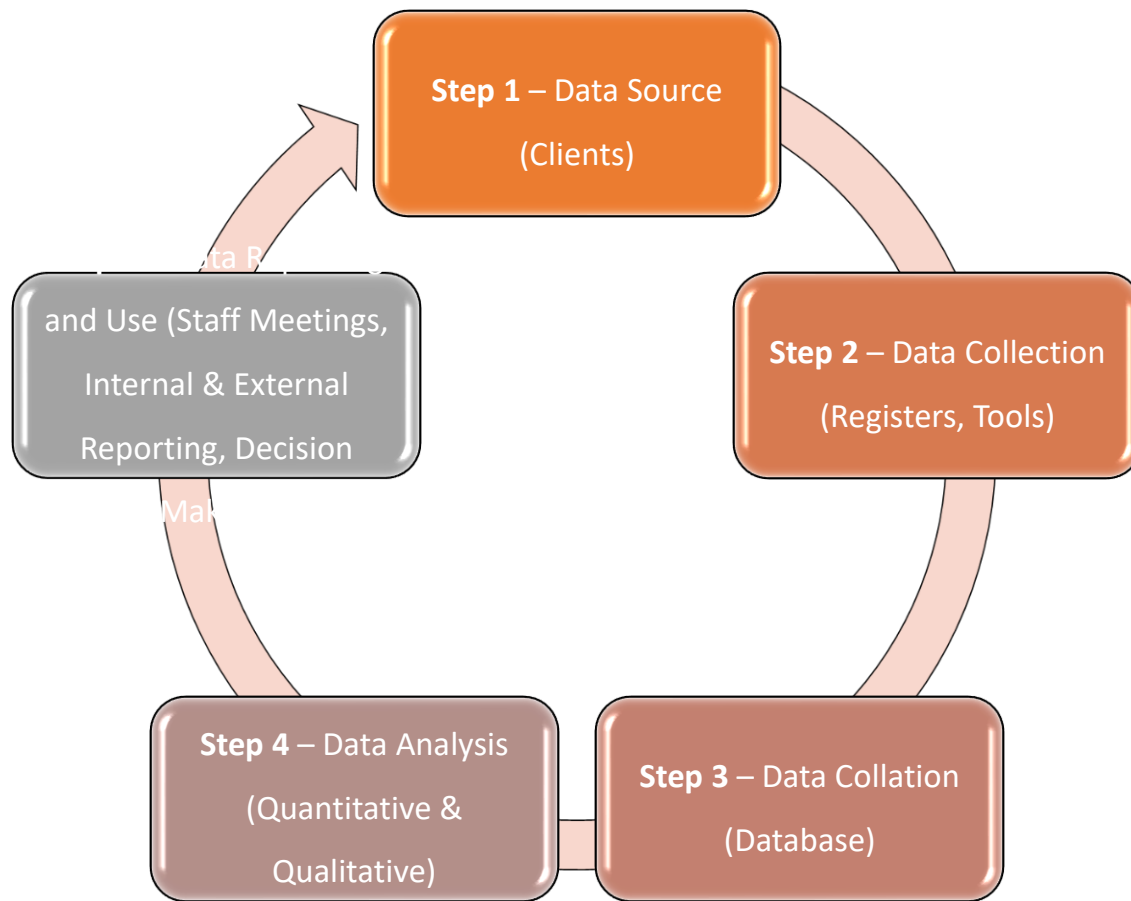 Step 1 – Data Source
(Clients)
Step 2 – Data Collection
(Registers, Tools)
Step 3 – Data Collation
(Database)
Step 4 – Data Analysis
(Quantitative &
Qualitative)
and Use (Staff Meetings,
Internal & External
Reporting, Decision